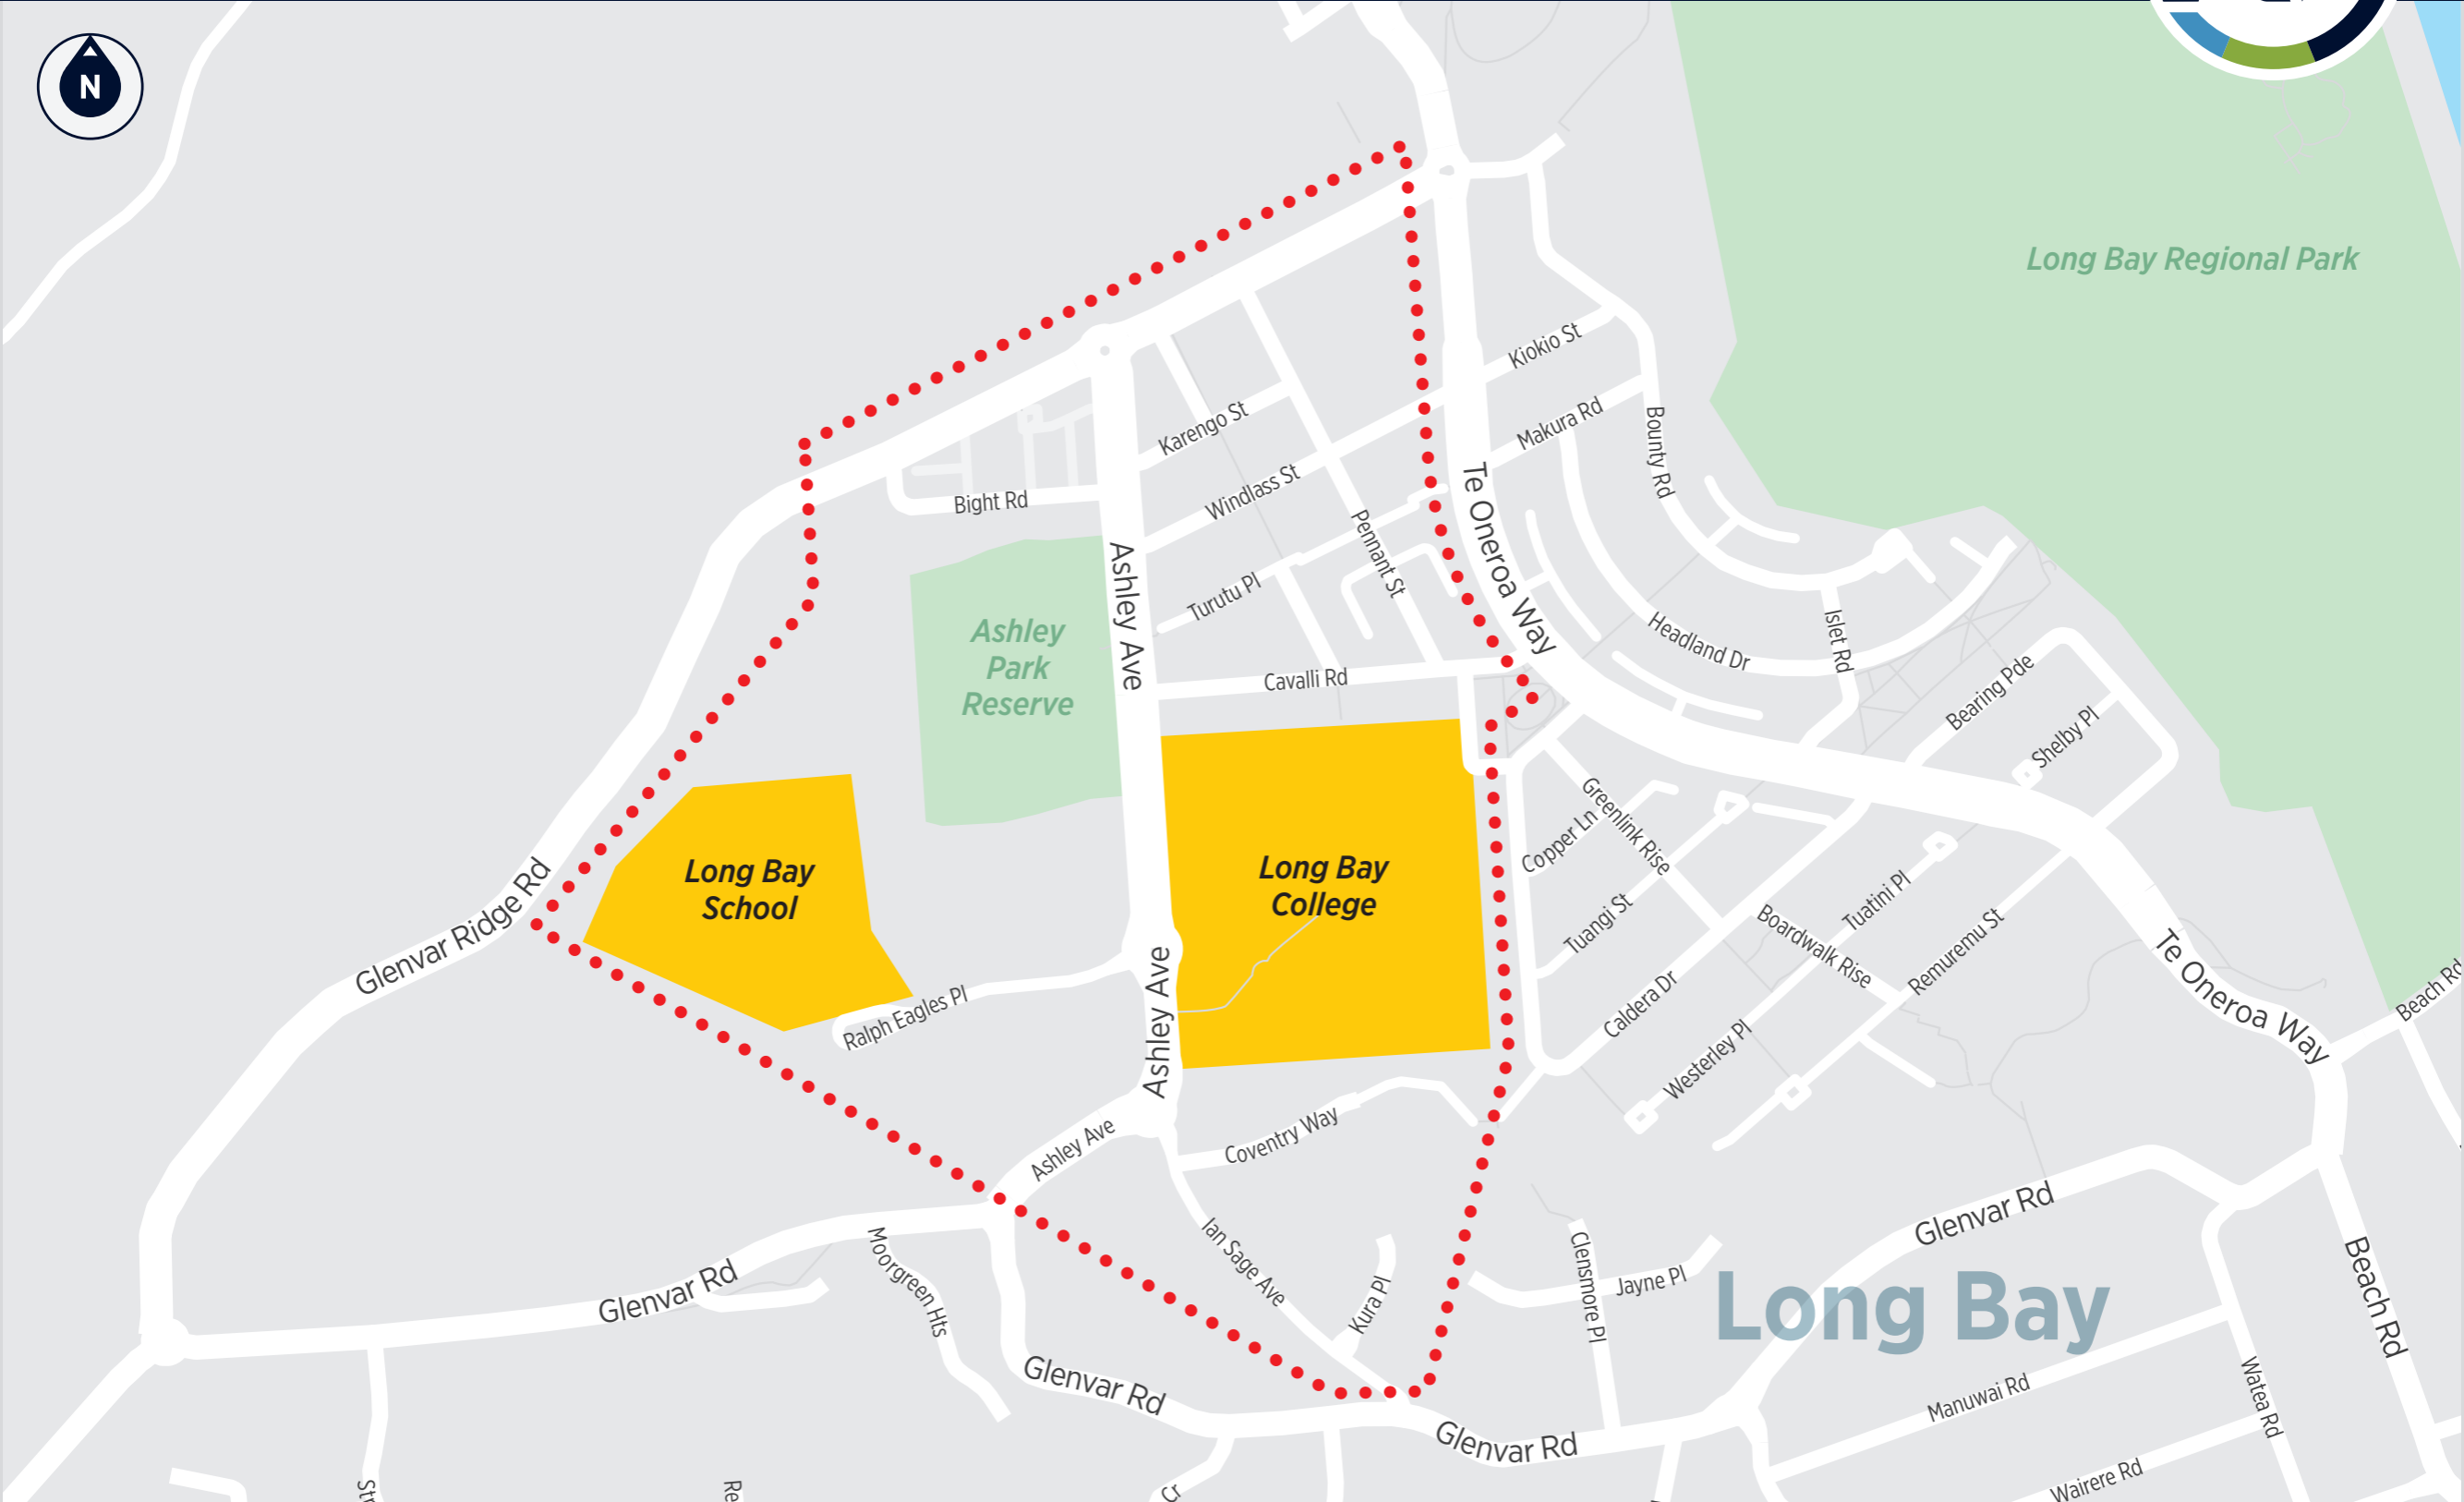 N
Long Bay Regional Park
Kiokio St
Karengo St
Makura Rd
Bounty Rd
Windlass St
Bight Rd
Te Oneroa Way
Pennant St
Ashley Ave
Turutu Pl
Ashley
Park
Reserve
Headland Dr
Islet Rd
Cavalli Rd
Bearing Pde
Shelby Pl
Greenlink Rise
Copper Ln
Long Bay
School
Long Bay
College
Glenvar Ridge Rd
Tuangi St
Tuatini Pl
Boardwalk Rise
Remuremu St
Te Oneroa Way
Beach Rd
Caldera Dr
Ralph Eagles Pl
Ashley Ave
Westerley Pl
Coventry Way
Ashley Ave
Glenvar Rd
Ian Sage Ave
Moorgreen Hts
Kura Pl
Clensmore Pl
Jayne Pl
Long Bay
Beach Rd
Glenvar Rd
Glenvar Rd
Manuwai Rd
Watea Rd
Glenvar Rd
Wairere Rd